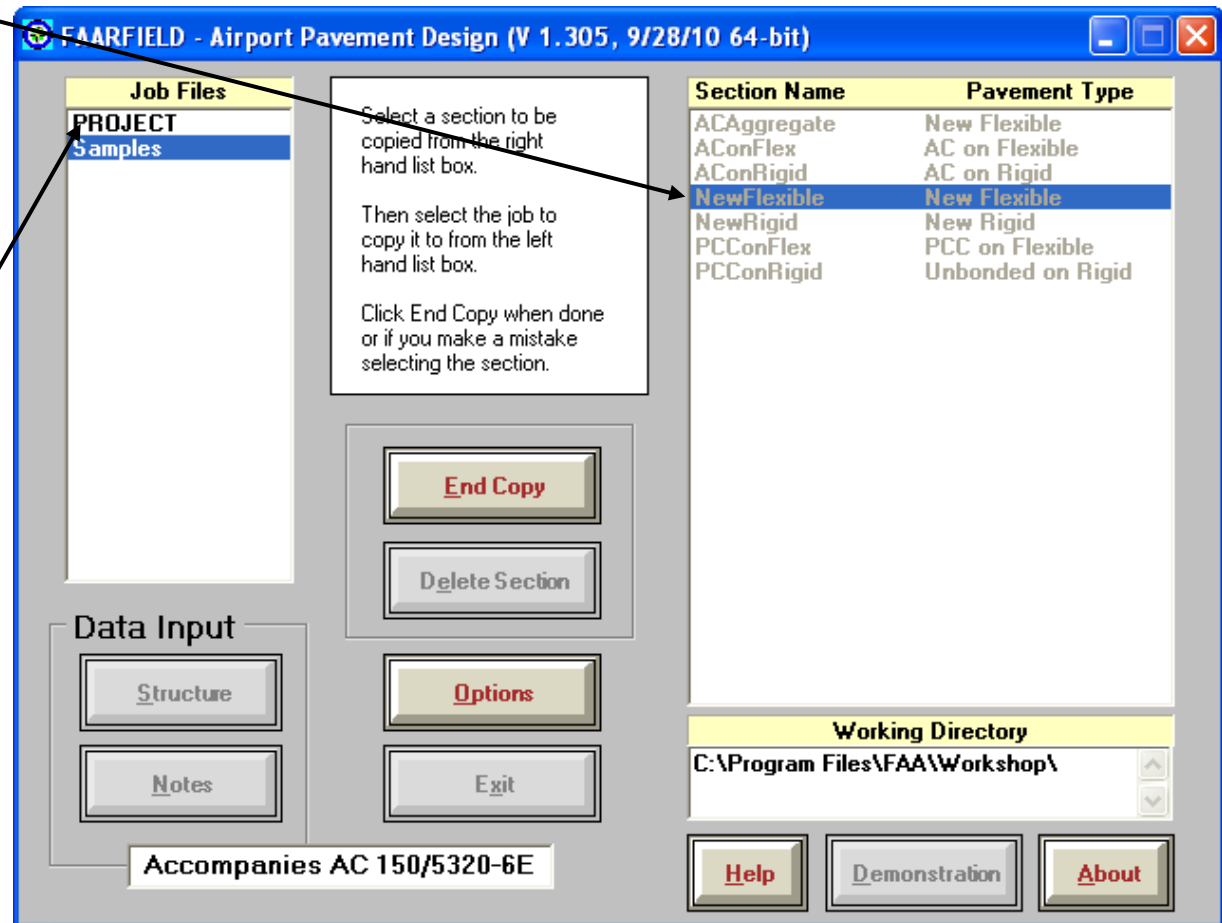 FAARFIELD - Airport Pavement Design (V 1.305, 9/28/10 64-bit)
Job Files
PROJECT
Samples
Select a section to be
copied from the right
hand list box.
Then select the job to
copy it to from the left
hand list box.
Click End Copy when done
or if you make a mistake
selecting the section.
End Copy
Delete Section
Data Input
Structure
Notes
Options
Exit
Accompanies AC 150/5320-6E
Section Name Pavement Type
ACAggregate New Flexible
AConFlex AC on Flexible
AConRigid AC on Rigid
NewFlexible New Flexible
NewRigid New Rigid
PCConFlex PCC on Flexible
PCConRigid Unbonded on Rigid
Working Directory
C:\Program Files\FAA\Workshop\
Help
Demonstration
About